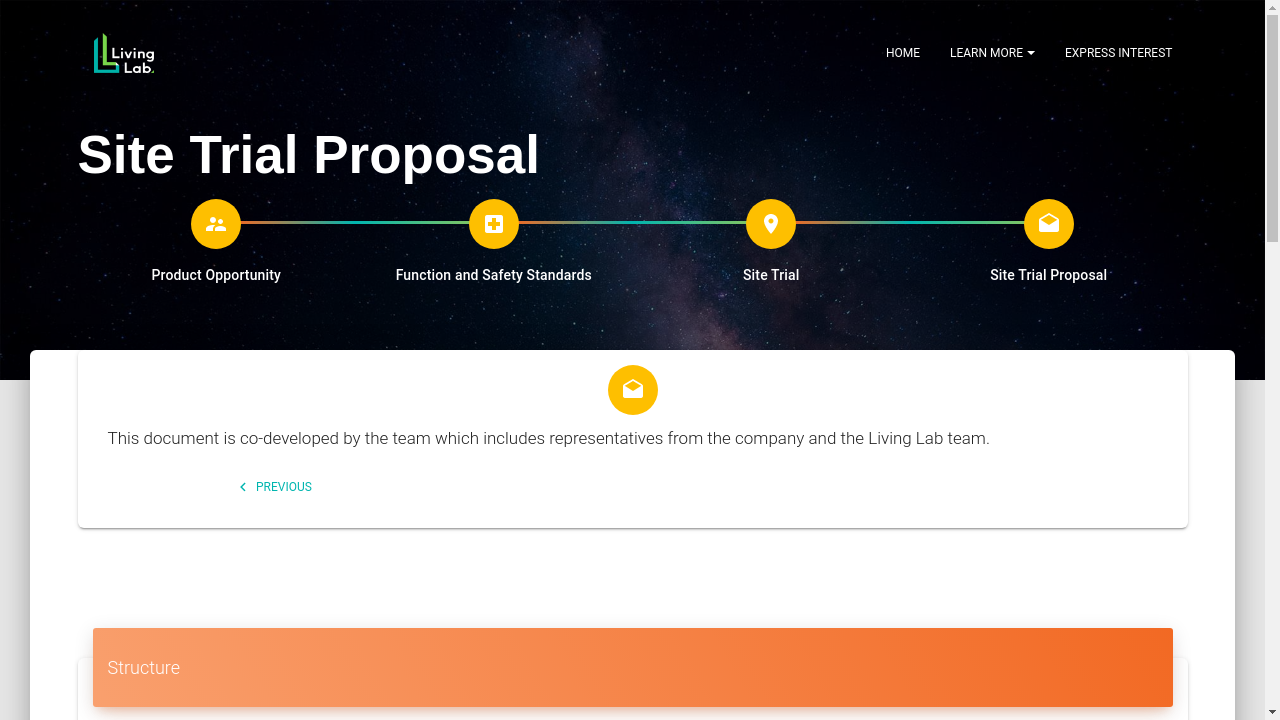 Living
Lab.
HOME
LEARN MORE
EXPRESS INTEREST
Site Trial Proposal
Product Opportunity
Function and Safety Standards
Site Trial
Site Trial Proposal
This document is co-developed by the team which includes representatives from the company and the Living Lab team.
PREVIOUS
Structure